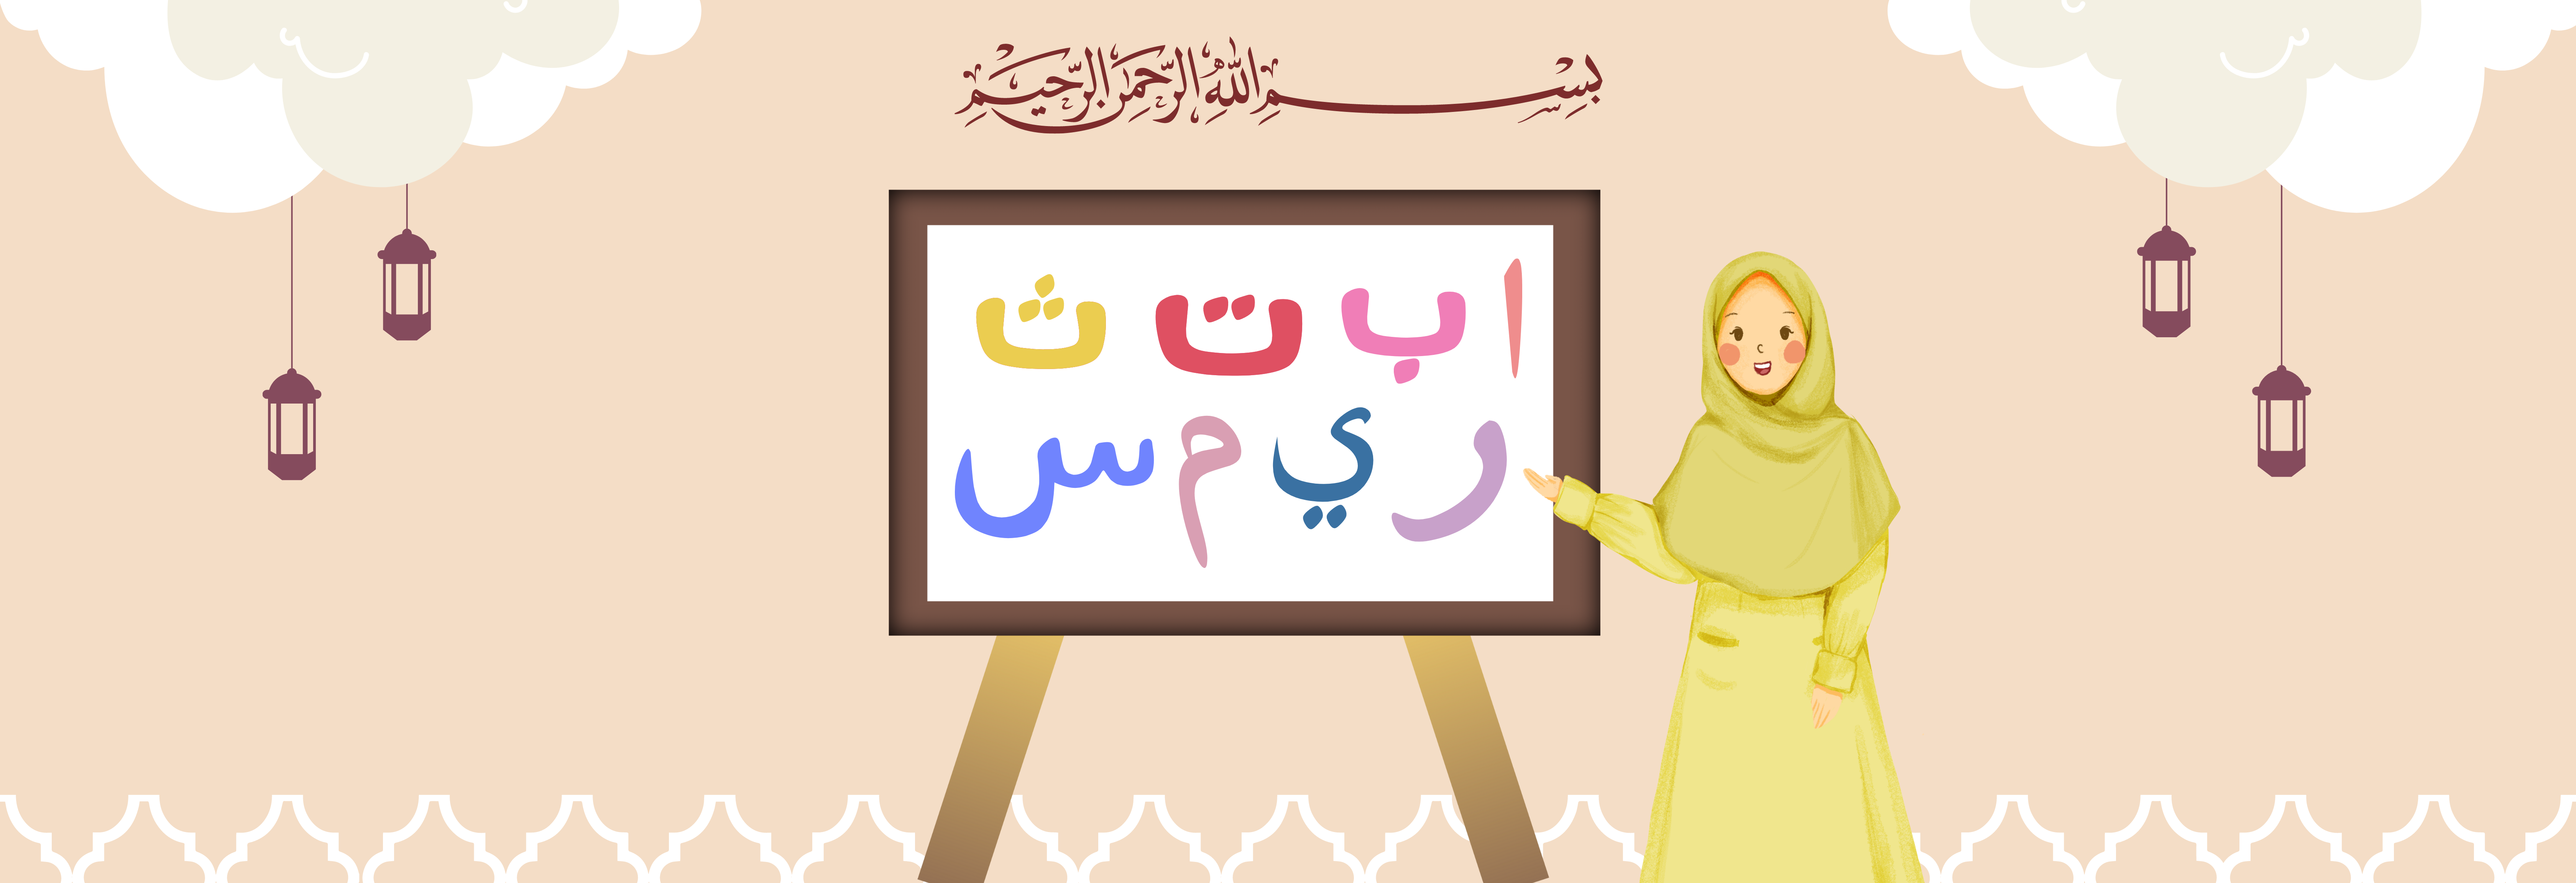 بسم الله الرحمن الرحيم
ا ب ت ث
ر ي م س